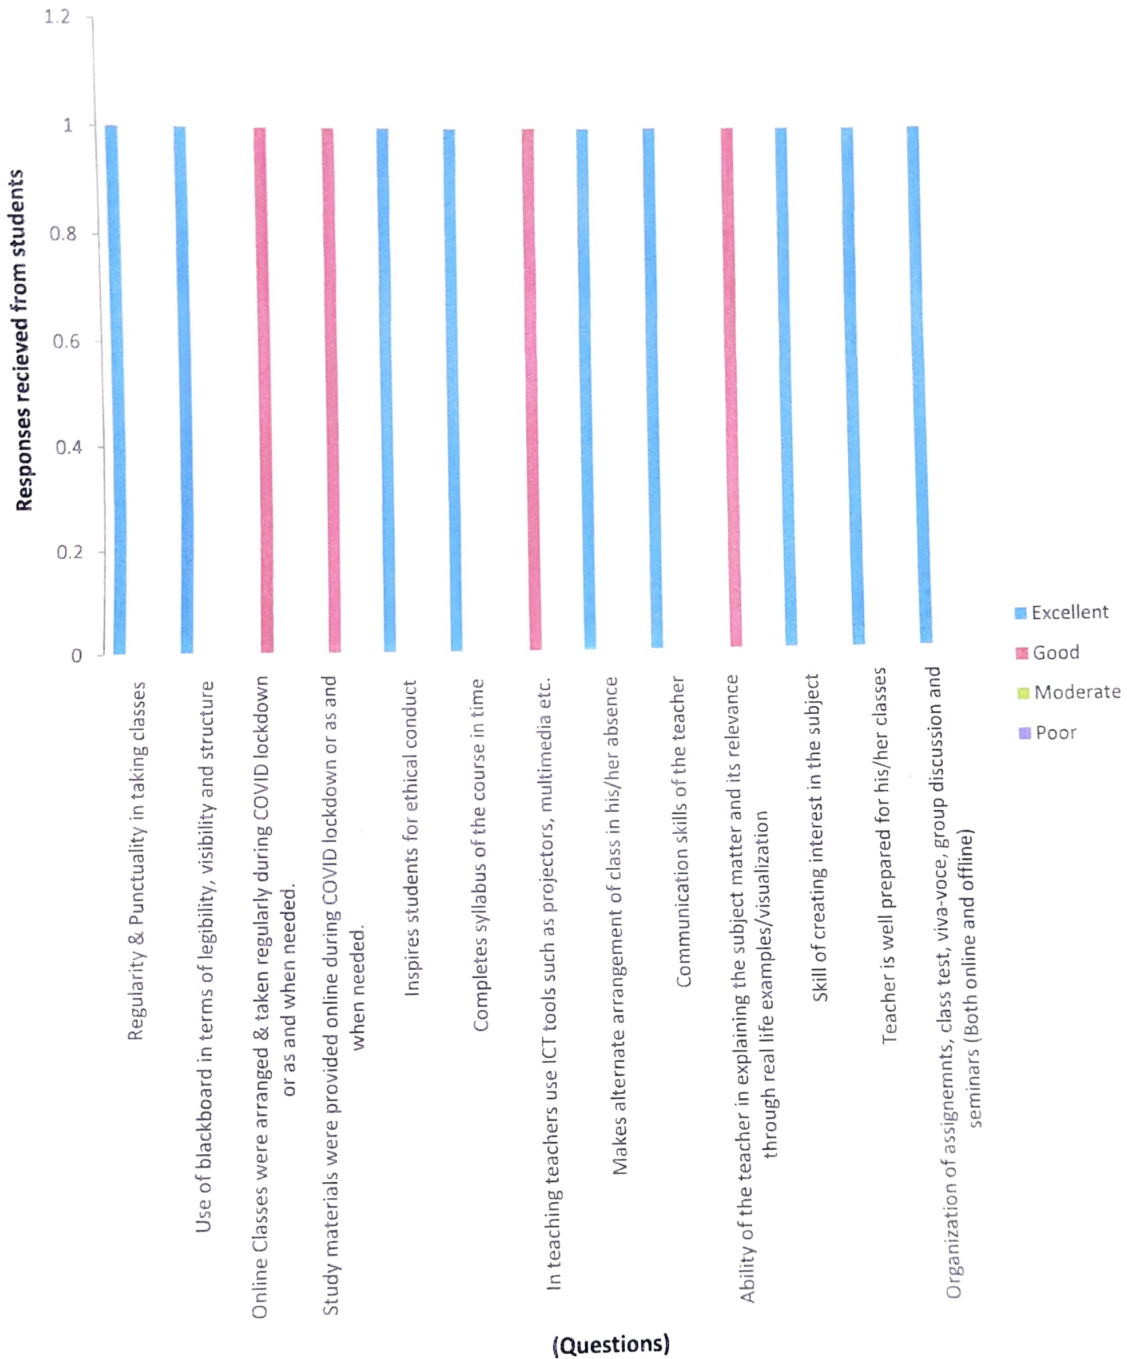 1.2
1
0.8
0.6
0.4
0.2
0
Responses recieved from students
Regularity & Punctuality in taking classes
Use of blackboard in terms of legibility, visibility and structure
Online Classes were arranged & taken regularly during COVID lockdown
or as and when needed.
Study materials were provided online during COVID lockdown or as and
when needed.
Inspires students for ethical conduct
Completes syllabus of the course in time
In teaching teachers use ICT tools such as projectors, multimedia etc.
Makes alternate arrangement of class in his/her absence
Communication skills of the teacher
Ability of the teacher in explaining the subject matter and its relevance
through real life examples/visualization
Skill of creating interest in the subject
Teacher is well prepared for his/her classes
Organization of assignemnts, class test, viva-voce, group discussion and
seminars (Both online and offline)
(Questions)
Excellent
Good
Moderate
Poor